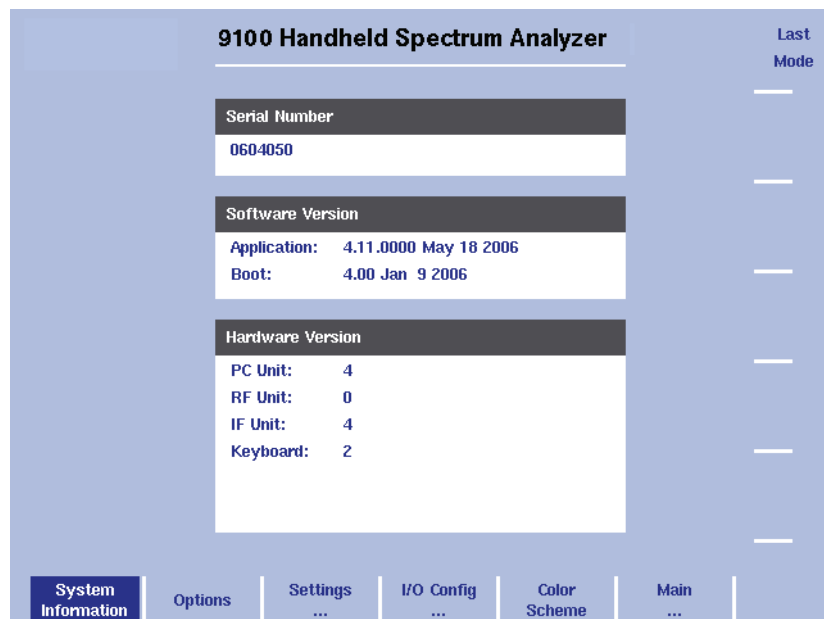 9100 Handheld Spectrum Analyzer
Last
Mode
Serial Number
0604050
Software Version
Application: 4.11.0000 May 18 2006
Boot: 4.00 Jan 9 2006
Hardware Version
PC Unit: 4
RF Unit: 0
IF Unit: 4
Keyboard: 2
System Information
Options
Settings ...
I/O Config ...
Color Scheme
Main ...